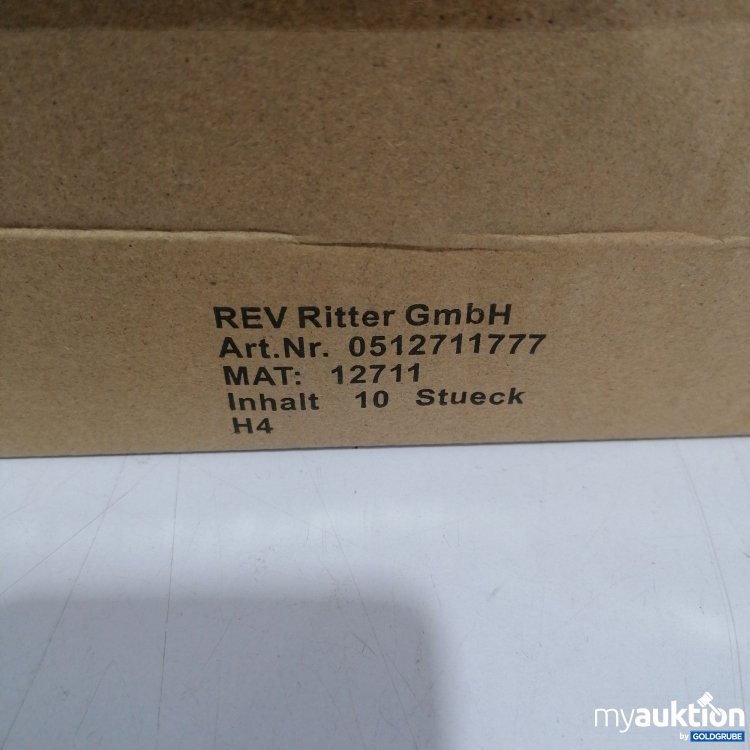 REV Ritter GmbH
Art.Nr. 0512711777
MAT: 12711
Inhalt 10 Stueck
H4
myauktion
by GOLDGRUBE